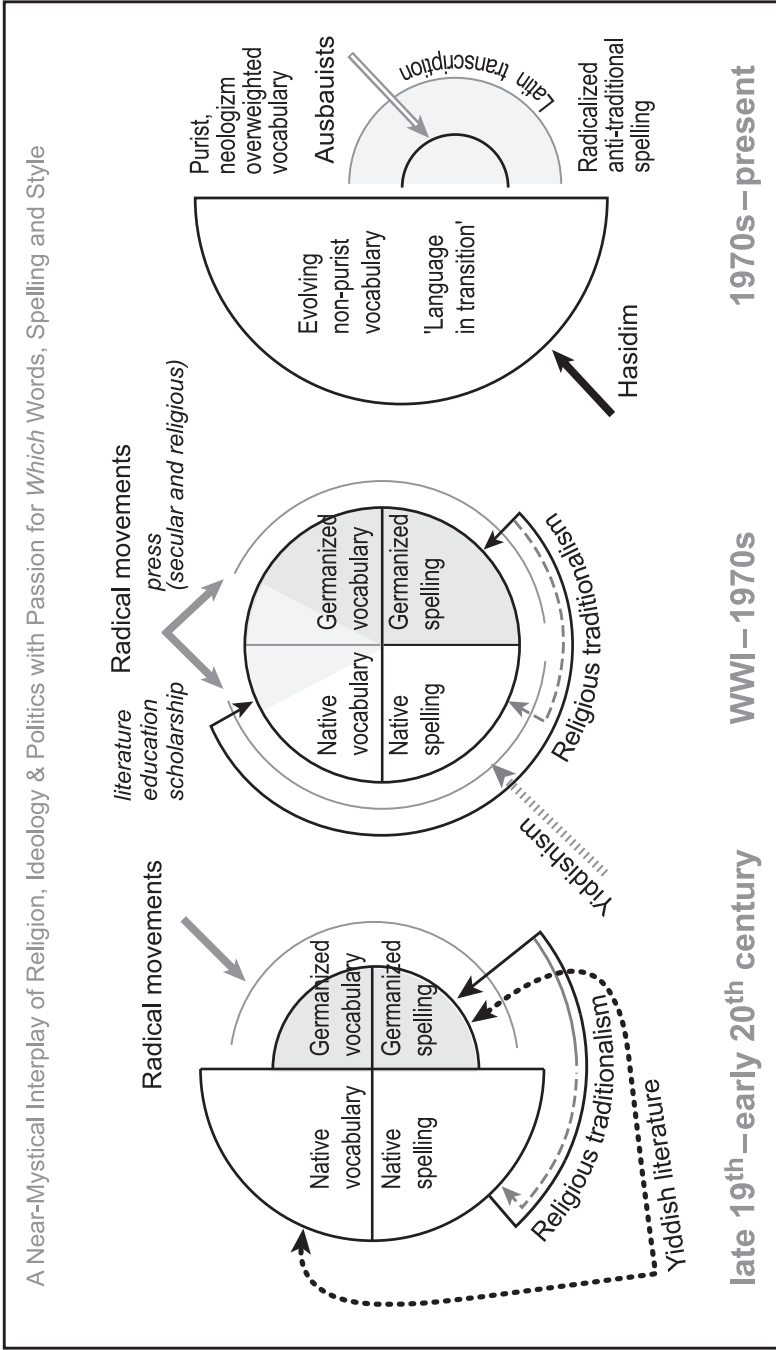 A Near-Mystical Interplay of Religion, Ideology & Politics with Passion for Which Words, Spelling and Style
Radical movements
Native
vocabulary
Germanized
vocabulary
Native
spelling
Germanized
spelling
Religious traditionalism
Yiddish literature
late 19th–early 20th century
Radical movements
literature
education
scholarship
press
(secular and religious)
Native
vocabulary
Germanized
vocabulary
Native
spelling
Germanized
spelling
Religious traditionalism
Yiddishism
WWI–1970s
Purist,
neologizm
overweighted
vocabulary
Ausbauists
Latin transcription
Radicalized
anti-traditional
spelling
Evolving
non-purist
vocabulary
'Language
in transition'
Hasidim
1970s–present